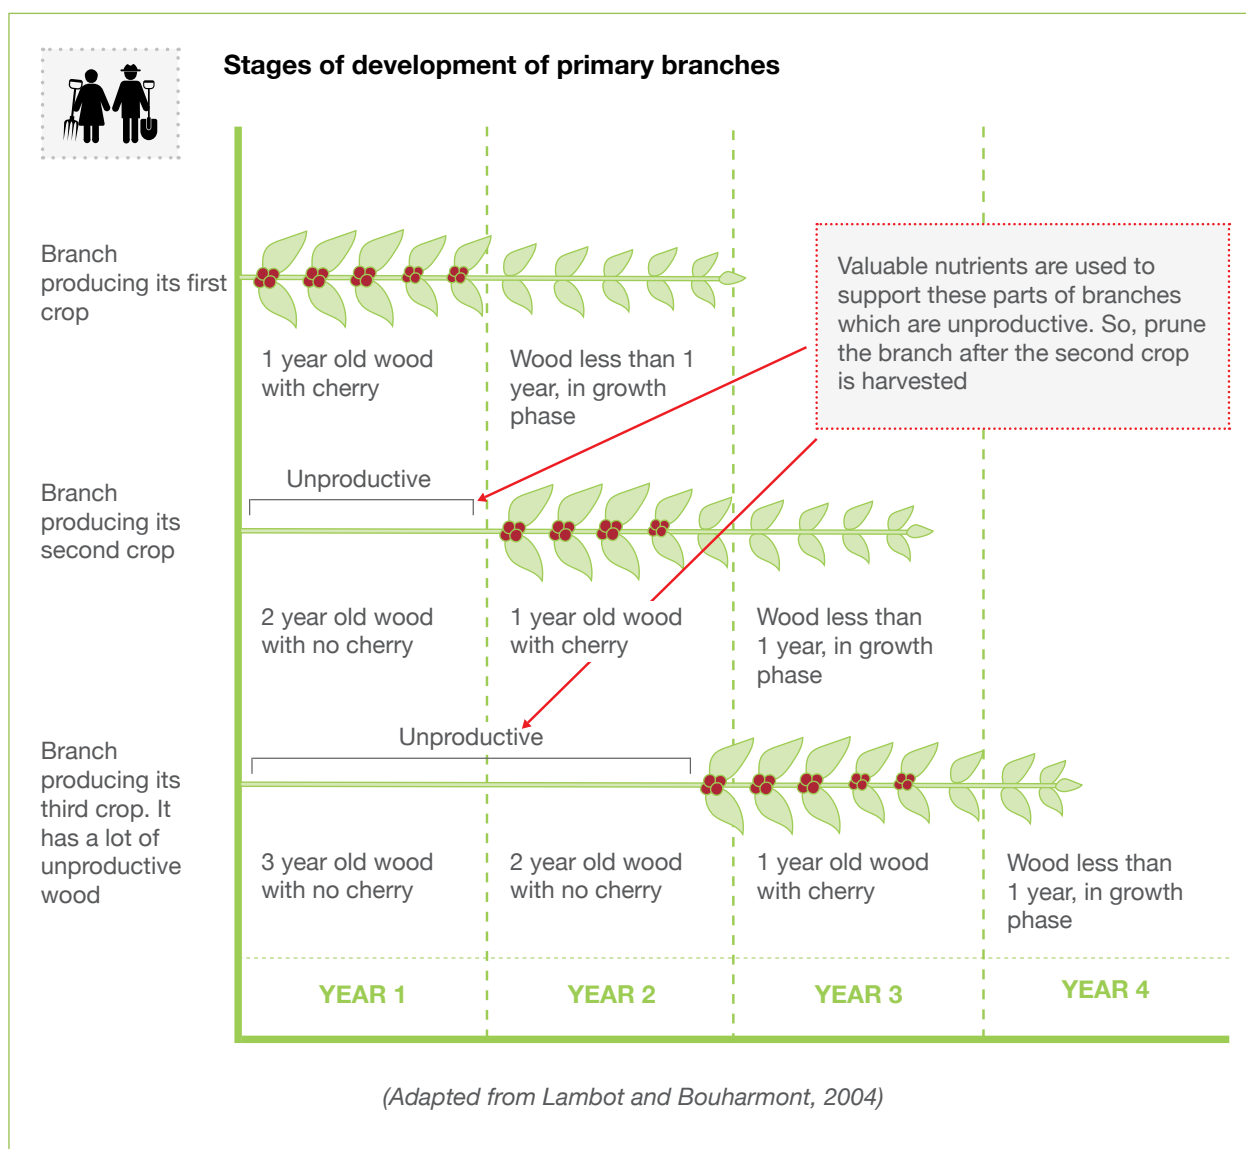 Stages of development of primary branches
Branch
producing its first
crop
Valuable nutrients are used to
support these parts of branches
which are unproductive. So, prune
the branch after the second crop
is harvested
1 year old wood
with cherry
Wood less than 1
year, in growth
phase
Branch
producing its
second crop
Unproductive
2 year old wood
with no cherry
1 year old wood
with cherry
Wood less than
1 year, in growth
phase
Branch
producing its
third crop. It
has a lot of
unproductive
wood
Unproductive
3 year old wood
with no cherry
2 year old wood
with no cherry
1 year old wood
with cherry
Wood less than
1 year, in growth
phase
YEAR 1
YEAR 2
YEAR 3
YEAR 4
(Adapted from Lambot and Bouharmont, 2004)